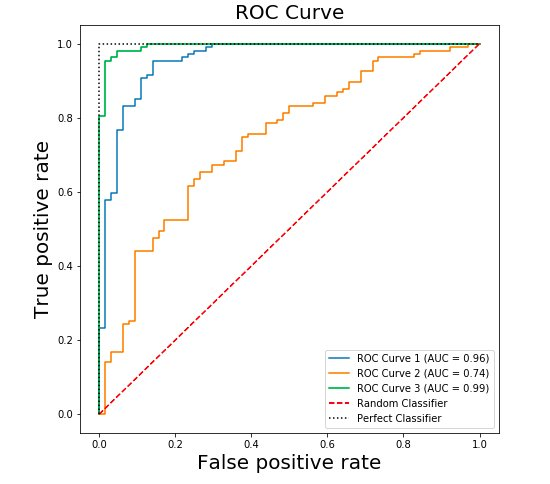 ROC Curve
True positive rate
1.0
0.8
0.6
0.4
0.2
0.0
0.0 0.2 0.4 0.6 0.8 1.0
False positive rate
ROC Curve 1 (AUC = 0.96)
ROC Curve 2 (AUC = 0.74)
ROC Curve 3 (AUC = 0.99)
Random Classifier
Perfect Classifier